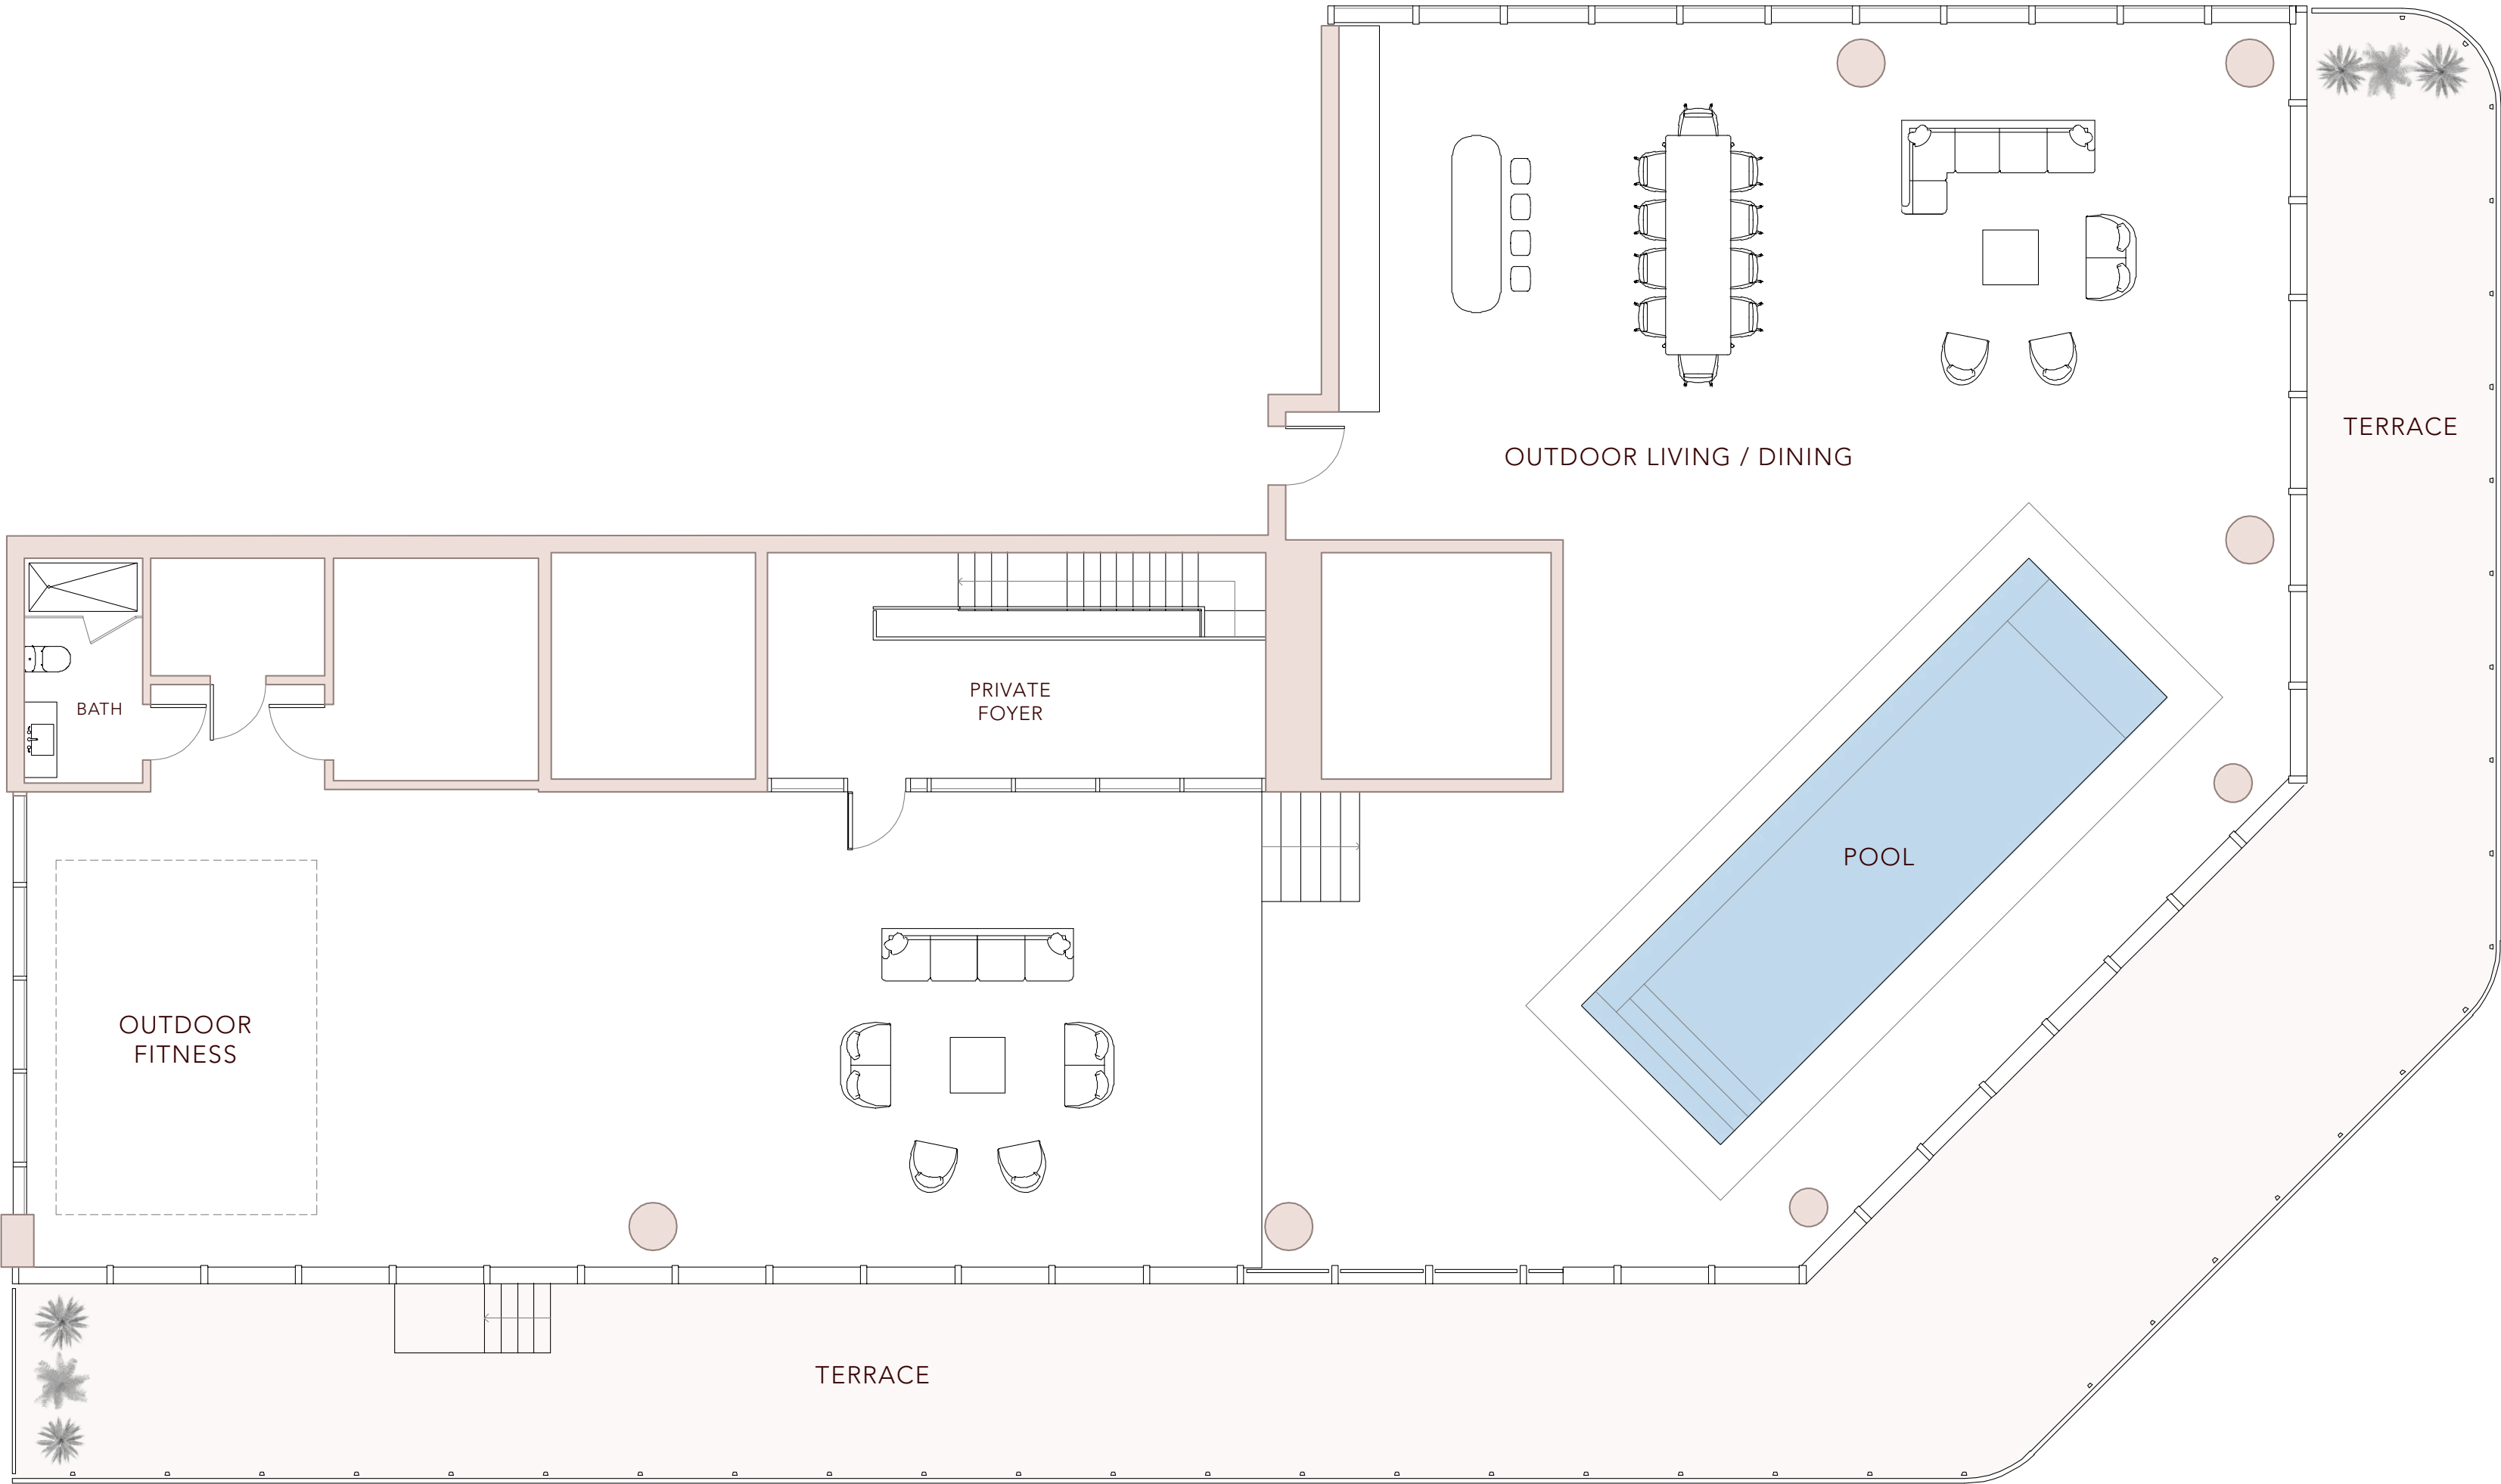 TERRACE
OUTDOOR LIVING / DINING
PRIVATE
FOYER
BATH
POOL
OUTDOOR
FITNESS
TERRACE